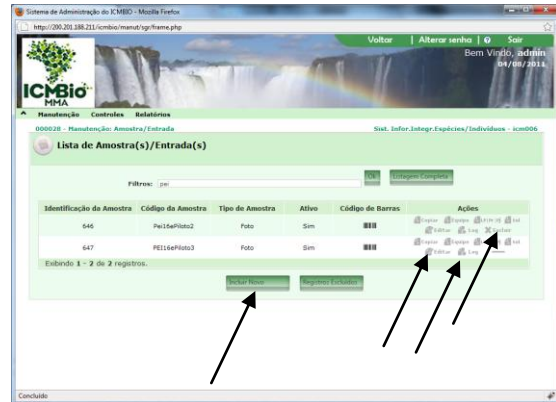 Sistema de Administração do ICMBIO - Mozilla Firefox
http://200.201.188.211/icmbio/manut/sgr/frame.php
Voltar | Alterar senha | Sair
Bem Vindo, admin
04/08/2011
ICMBio
MMA
Manutenção Controles Relatórios
000028 - Manutenção: Amostra/Entrada Sist. Infor.Integr.Espécies/Indivíduos - icm006
Lista de Amostra(s)/Entrada(s)
Filtros: pei Ok Listagem Completa
Identificação da Amostra Código da Amostra Tipo de Amostra Ativo Código de Barras Ações
646 Pei16ePiloto2 Foto Sim Copiar
Editar Log Excluir
647 PEI16ePiloto3 Foto Sim Copiar
Editar Log
Exibindo 1 - 2 de 2 registros.
Incluir Novo Registros Excluídos
Concluído